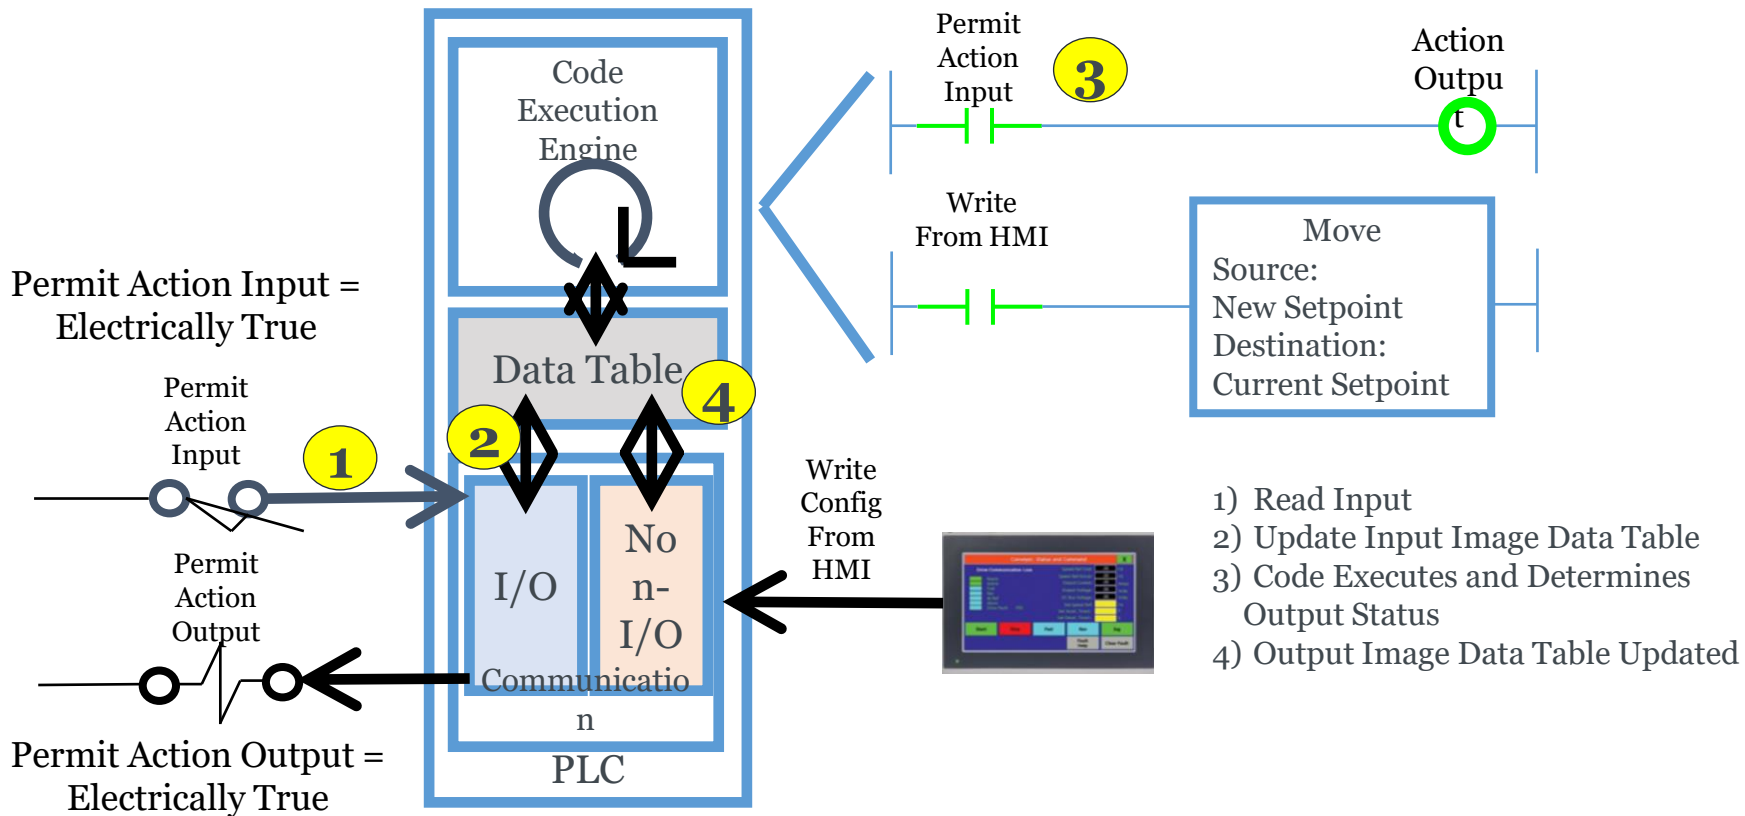 Permit
Action
Input
3
Action
Outpu
t
Code
Execution
Engine
Write
From HMI
Move
Source:
New Setpoint
Destination:
Current Setpoint
Permit Action Input =
Electrically True
Data Table
4
Permit
Action
Input
1
2
Write
Config
From
HMI
I/O
No
n-
I/O
Communicatio
n
PLC
Permit
Action
Output
Permit Action Output =
Electrically True
1) Read Input
2) Update Input Image Data Table
3) Code Executes and Determines
Output Status
4) Output Image Data Table Updated